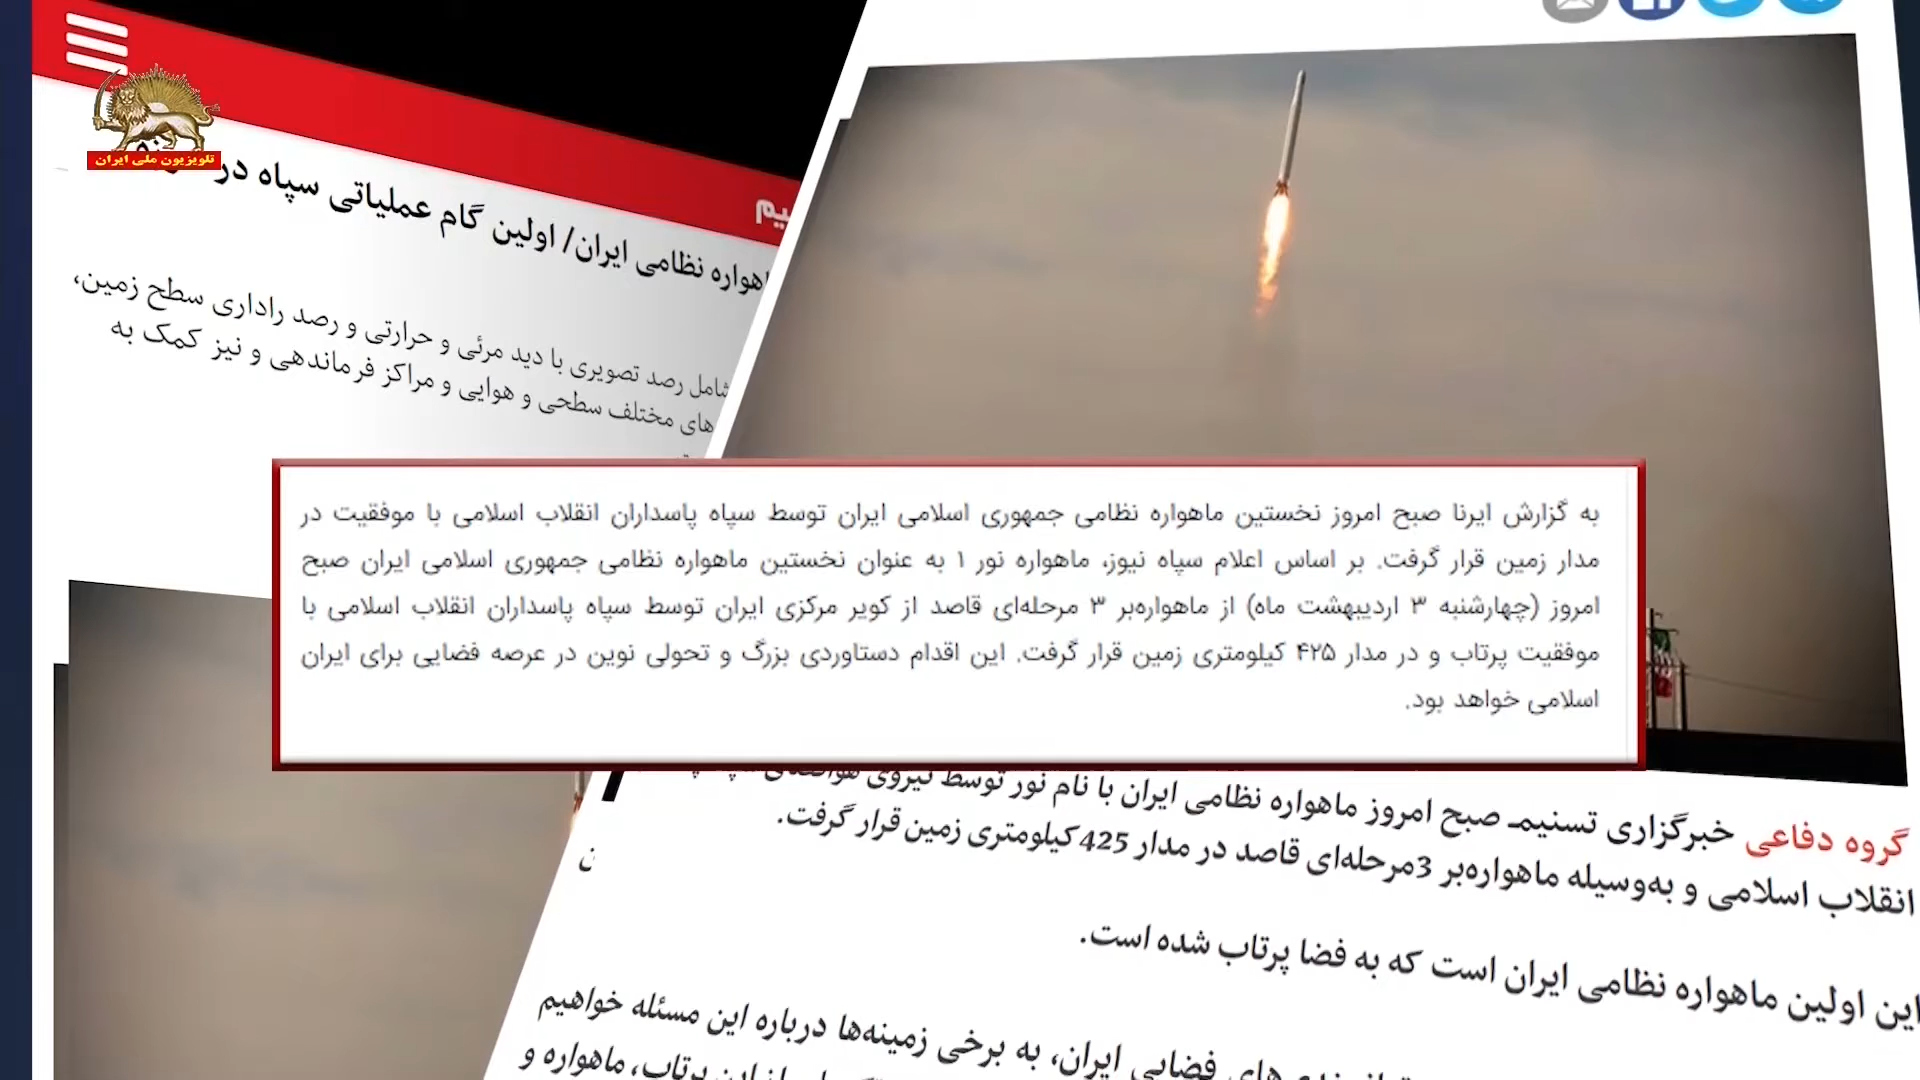 تلویزیون ملی ایران
اهواره نظامی ایران/ اولین گام عملیاتی سپاه در
شامل رصد تصویری با دید مرئی و حرارتی و رصد راداری سطح زمین،
های مختلف سطحی و هوایی و مراکز فرماندهی و نیز کمک به
به گزارش ایرنا صبح امروز نخستین ماهواره نظامی جمهوری اسلامی ایران توسط سپاه پاسداران انقلاب اسلامی با موفقیت در
مدار زمین قرار گرفت. بر اساس اعلام سپاه نیوز، ماهواره نور ۱ به عنوان نخستین ماهواره نظامی جمهوری اسلامی ایران صبح
امروز (چهارشنبه ۳ اردیبهشت ماه) از ماهواره‌بر ۳ مرحله‌ای قاصد از کویر مرکزی ایران توسط سپاه پاسداران انقلاب اسلامی با
موفقیت پرتاب و در مدار ۴۲۵ کیلومتری زمین قرار گرفت. این اقدام دستاوردی بزرگ و تحولی نوین در عرصه فضایی برای ایران
اسلامی خواهد بود.
گروه دفاعی خبرگزاری تسنیم‌ـ صبح امروز ماهواره نظامی ایران با نام نور توسط نیروی
انقلاب اسلامی و به‌وسیله ماهواره‌بر 3مرحله‌ای قاصد در مدار 425کیلومتری زمین قرار گرفت.
این اولین ماهواره نظامی ایران است که به فضا پرتاب شده است.
های فضایی ایران، به برخی زمینه‌ها درباره این مسئله خواهیم
پرتاب، ماهواره و